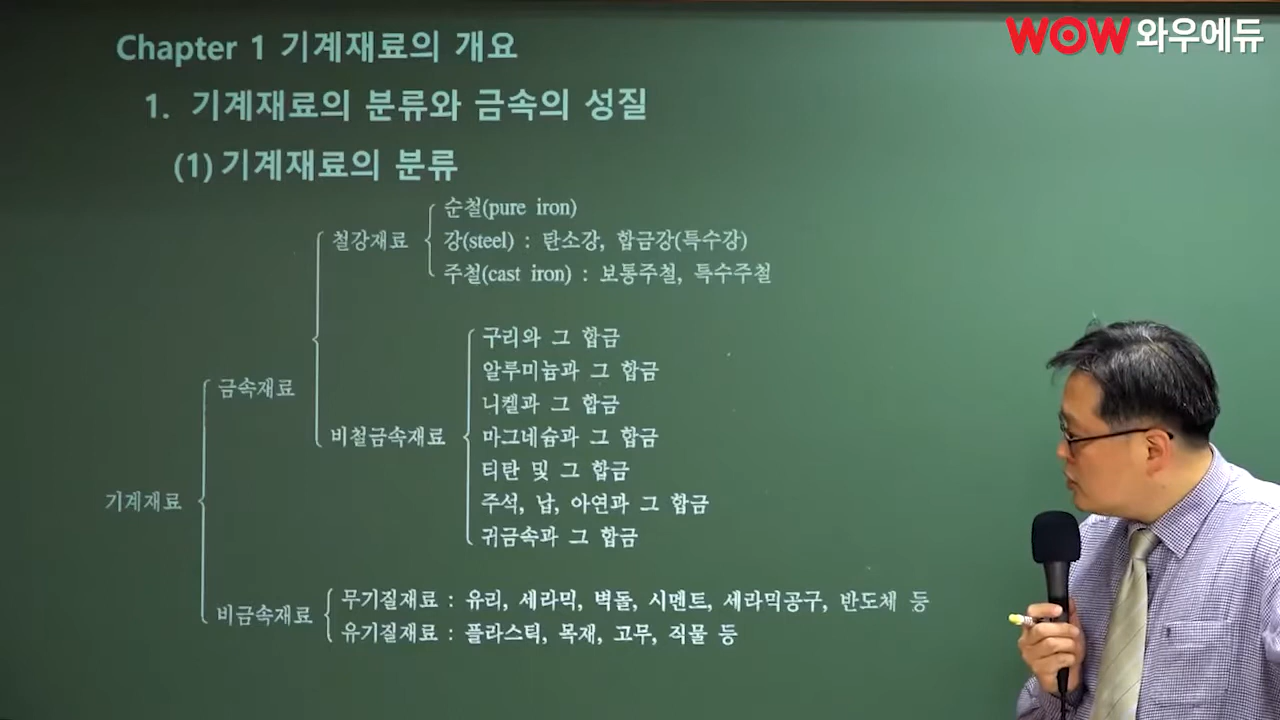 WOW와우에듀
Chapter 1 기계재료의 개요
1. 기계재료의 분류와 금속의 성질
(1) 기계재료의 분류
기계재료
금속재료
철강재료
순철(pure iron)
강(steel) : 탄소강, 합금강(특수강)
주철(cast iron) : 보통주철, 특수주철
비철금속재료
구리와 그 합금
알루미늄과 그 합금
니켈과 그 합금
마그네슘과 그 합금
티탄 및 그 합금
주석, 납, 아연과 그 합금
귀금속과 그 합금
비금속재료
무기질재료 : 유리, 세라믹, 벽돌, 시멘트, 세라믹공구, 반도체 등
유기질재료 : 플라스틱, 목재, 고무, 직물 등